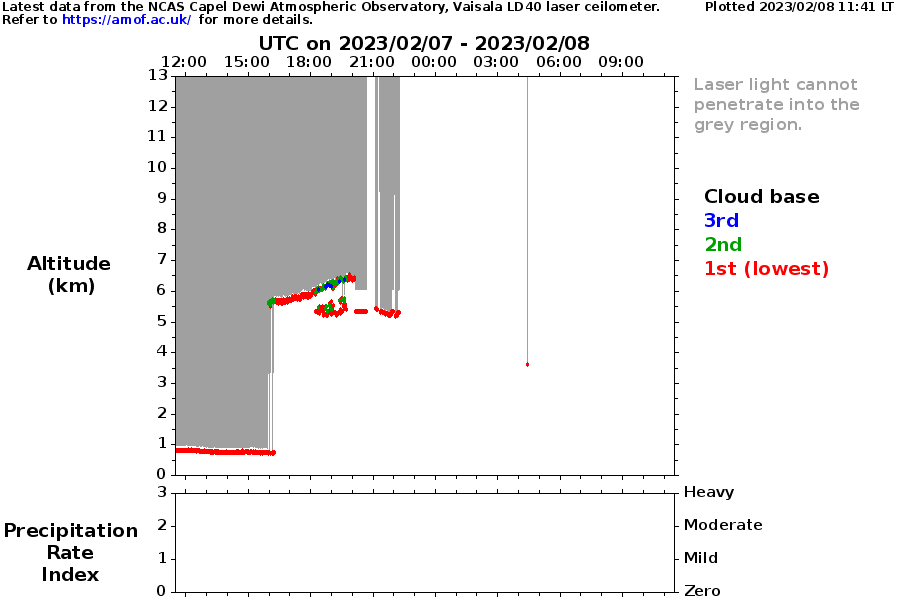 Latest data from the NCAS Capel Dewi Atmospheric Observatory, Vaisala LD40 laser ceilometer. Plotted 2023/02/08 11:41 LT
Refer to https://amof.ac.uk/ for more details.
UTC on 2023/02/07 - 2023/02/08
12:00 15:00 18:00 21:00 00:00 03:00 06:00 09:00
13
12
11
10
9
8
7
6
5
4
3
2
1
0
Altitude
(km)
Laser light cannot
penetrate into the
grey region.
Cloud base
3rd
2nd
1st (lowest)
3 Heavy
2 Moderate
1 Mild
0 Zero
Precipitation
Rate
Index